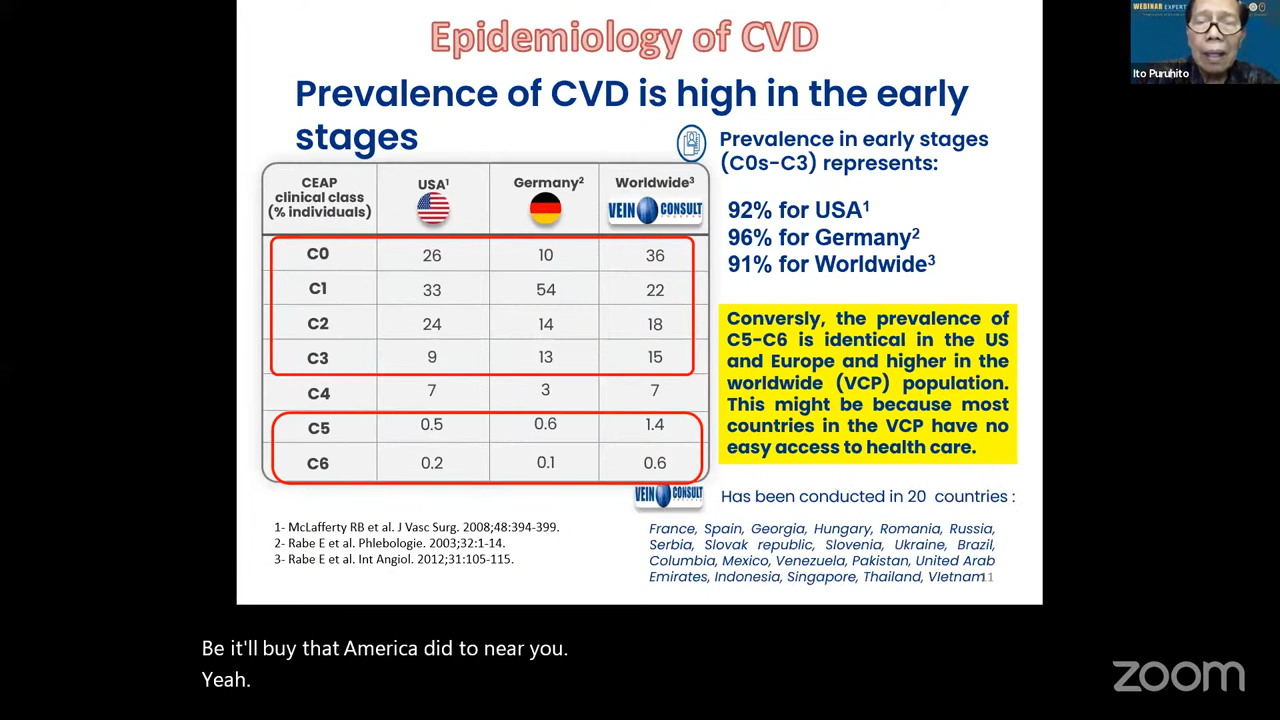 Epidemiology of CVD
Prevalence of CVD is high in the early
stages
CEAP
clinical class
(% individuals)
USA¹
Germany²
Worldwide³
VEIN CONSULT
C0 26 10 36
C1 33 54 22
C2 24 14 18
C3 9 13 15
C4 7 3 7
C5 0.5 0.6 1.4
C6 0.2 0.1 0.6
Prevalence in early stages
(C0s-C3) represents:
92% for USA¹
96% for Germany²
91% for Worldwide³
Conversly, the prevalence of
C5-C6 is identical in the US
and Europe and higher in the
worldwide (VCP) population.
This might be because most
countries in the VCP have no
easy access to health care.
VEIN CONSULT
Has been conducted in 20 countries :
France, Spain, Georgia, Hungary, Romania, Russia,
Serbia, Slovak republic, Slovenia, Ukraine, Brazil,
Columbia, Mexico, Venezuela, Pakistan, United Arab
Emirates, Indonesia, Singapore, Thailand, VIetnam
11
1- McLafferty RB et al. J Vasc Surg. 2008;48:394-399.
2- Rabe E et al. Phlebologie. 2003;32:1-14.
3- Rabe E et al. Int Angiol. 2012;31:105-115.
WEBINAR EXPERT
Ito Puruhito
Be it'll buy that America did to near you.
Yeah.
zoom